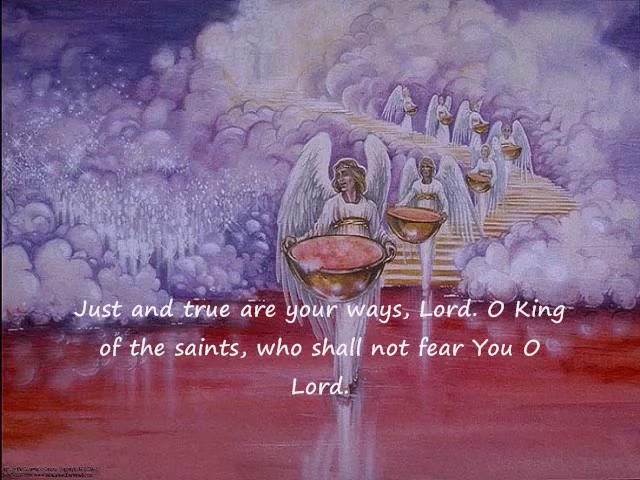 Just and true are your ways, Lord. O King
of the saints, who shall not fear You O
Lord.